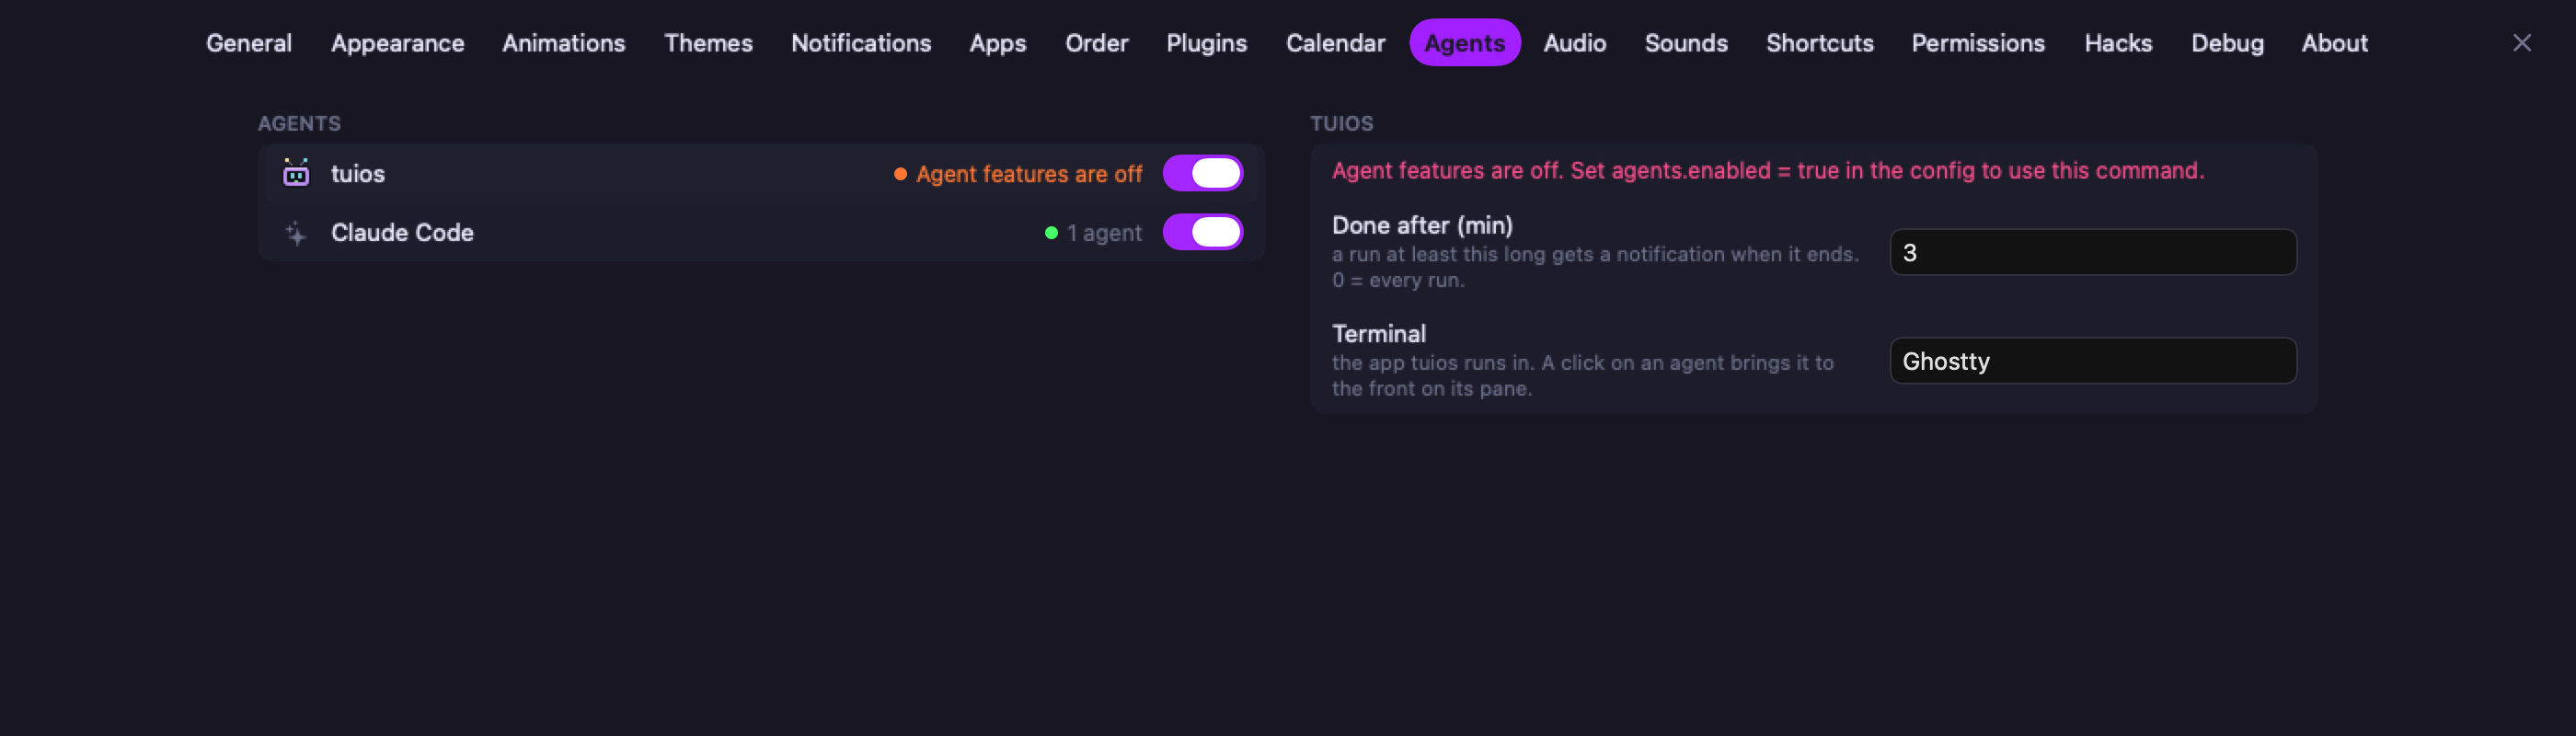 General Appearance Animations Themes Notifications Apps Order Plugins Calendar Agents Audio Sounds Shortcuts Permissions Hacks Debug About
AGENTS
tuios Agent features are off
Claude Code 1 agent
TUIOS
Agent features are off. Set agents.enabled = true in the config to use this command.
Done after (min)
a run at least this long gets a notification when it ends.
0 = every run.
3
Terminal
the app tuios runs in. A click on an agent brings it to
the front on its pane.
Ghostty